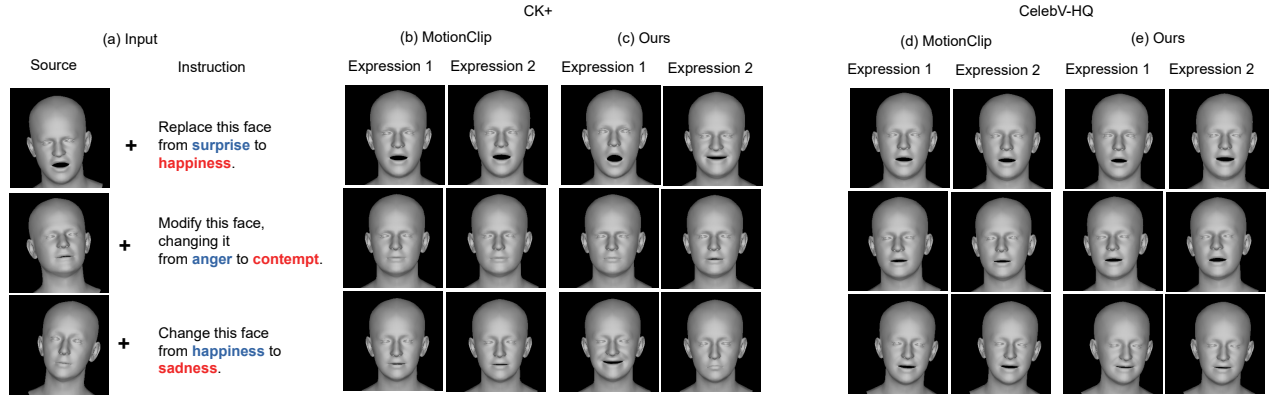 CK+
CelebV-HQ
(a) Input
(b) MotionClip
(c) Ours
(d) MotionClip
(e) Ours
Source
Instruction
Expression 1
Expression 2
Expression 1
Expression 2
Expression 1
Expression 2
Expression 1
Expression 2
+
Replace this face
from surprise to
happiness.
+
Modify this face,
changing it
from anger to contempt.
+
Change this face
from happiness to
sadness.